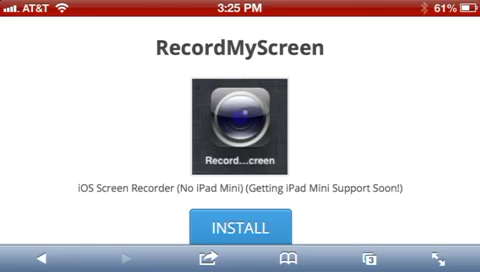 AT&T 3:25 PM 61%
RecordMyScreen
Record...creen
iOS Screen Recorder (No iPad Mini) (Getting iPad Mini Support Soon!)
INSTALL
3